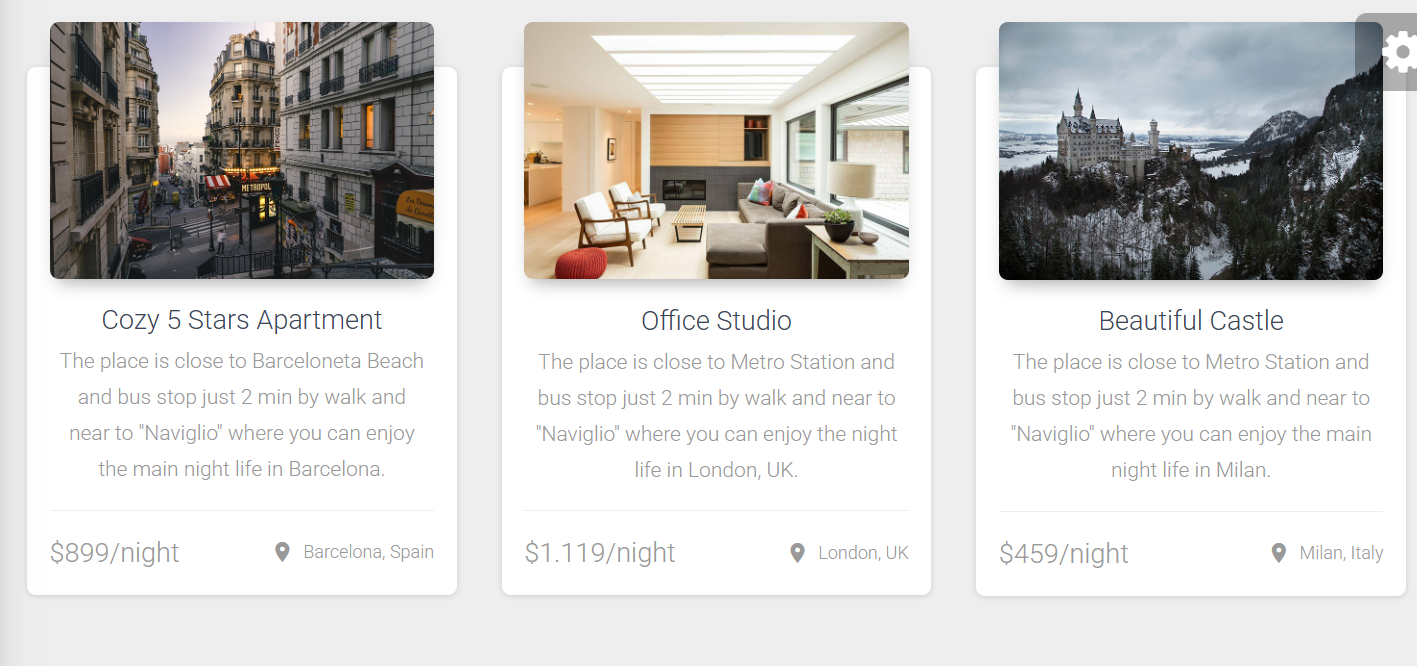 METROPOL
Cozy 5 Stars Apartment
The place is close to Barceloneta Beach
and bus stop just 2 min by walk and
near to "Naviglio" where you can enjoy
the main night life in Barcelona.
$899/night
Barcelona, Spain
Office Studio
The place is close to Metro Station and
bus stop just 2 min by walk and near to
"Naviglio" where you can enjoy the night
life in London, UK.
$1.119/night
London, UK
Beautiful Castle
The place is close to Metro Station and
bus stop just 2 min by walk and near to
"Naviglio" where you can enjoy the main
night life in Milan.
$459/night
Milan, Italy